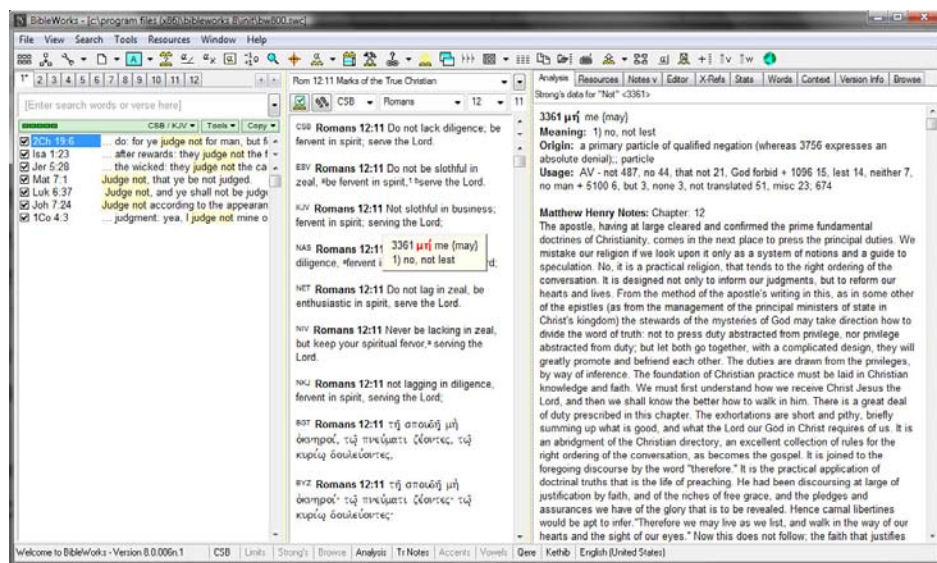 BibleWorks - [c:\program files (x86)\bibleworks 8\init\bw800.swc]
File View Search Tools Resources Window Help
1* 2 3 4 5 6 7 8 9 10 11 12
[Enter search words or verse here]
CSB / KJV Tools Copy
2Ch 19:6 ... do: for ye judge not for man, but f
Isa 1:23 ... after rewards: they judge not the f
Jer 5:28 ... the wicked: they judge not the ca
Mat 7:1 Judge not, that ye be not judged.
Luk 6:37 Judge not, and ye shall not be judge
Joh 7:24 Judge not according to the appearan
1Co 4:3 ... judgment: yea, I judge not mine o
Rom 12:11 Marks of the True Christian
CSB Romans 12 11
CSB Romans 12:11 Do not lack diligence; be
fervent in spirit; serve the Lord.
Romans 12:11 Do not be slothful in
zeal, be fervent in spirit, serve the Lord.
KJV Romans 12:11 Not slothful in business;
fervent in spirit; serving the Lord;
NAS Romans 12:11
diligence, fervent i rd;
3361 μή me {may}
1) no, not lest
NET Romans 12:11 Do not lag in zeal, be
enthusiastic in spirit, serve the Lord.
NIV Romans 12:11 Never be lacking in zeal,
but keep your spiritual fervor, serving the
Lord.
NKJ Romans 12:11 not lagging in diligence,
fervent in spirit, serving the Lord;
BGT Romans 12:11 τῇ σπουδῇ μὴ
ὀκνηροί, τῷ πνεύματι ζέοντες, τῷ
κυρίῳ δουλεύοντες,
BYZ Romans 12:11 τῇ σπουδῇ μὴ
ὀκνηροί· τῷ πνεύματι ζέοντες· τῷ
κυρίῳ δουλεύοντες·
Analysis Resources Notes v Editor X-Refs Stats Words Context Version Info Browse
Strong's data for "Not" <3361>
3361 μή me {may}
Meaning: 1) no, not lest
Origin: a primary particle of qualified negation (whereas 3756 expresses an
absolute denial);; particle
Usage: AV - not 487, no 44, that not 21, God forbid + 1096 15, lest 14, neither 7,
no man + 5100 6, but 3, none 3, not translated 51, misc 23; 674
Matthew Henry Notes: Chapter: 12
The apostle, having at large cleared and confirmed the prime fundamental
doctrines of Christianity, comes in the next place to press the principal duties. We
mistake our religion if we look upon it only as a system of notions and a guide to
speculation. No, it is a practical religion, that tends to the right ordering of the
conversation. It is designed not only to inform our judgments, but to reform our
hearts and lives. From the method of the apostle's writing in this, as in some other
of the epistles (as from the management of the principal ministers of state in
Christ's kingdom) the stewards of the mysteries of God may take direction how to
divide the word of truth: not to press duty abstracted from privilege, nor privilege
abstracted from duty; but let both go together, with a complicated design, they will
greatly promote and befriend each other. The duties are drawn from the privileges,
by way of inference. The foundation of Christian practice must be laid in Christian
knowledge and faith. We must first understand how we receive Christ Jesus the
Lord, and then we shall know the better how to walk in him. There is a great deal
of duty prescribed in this chapter. The exhortations are short and pithy, briefly
summing up what is good, and what the Lord our God in Christ requires of us. It is
an abridgment of the Christian directory, an excellent collection of rules for the
right ordering of the conversation, as becomes the gospel. It is joined to the
foregoing discourse by the word "therefore." It is the practical application of
doctrinal truths that is the life of preaching. He had been discoursing at large of
justification by faith, and of the riches of free grace, and the pledges and
assurances we have of the glory that is to be revealed. Hence carnal libertines
would be apt to infer."Therefore we may live as we list, and walk in the way of our
hearts and the sight of our eyes." Now this does not follow; the faith that justifies
Welcome to BibleWorks - Version 8.0.006n.1 CSB Limits Strong's Browse Analysis Tr Notes Accents Vowels Qere Kethib English (United States)